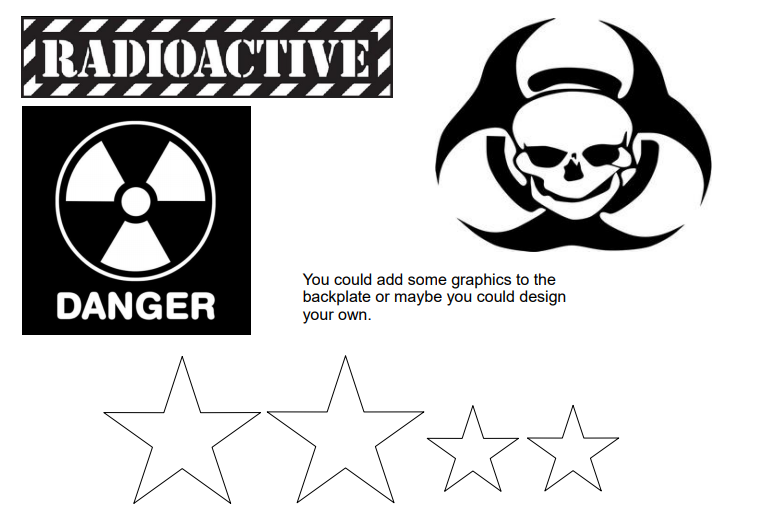 RADIOACTIVE
DANGER
You could add some graphics to the
backplate or maybe you could design
your own.